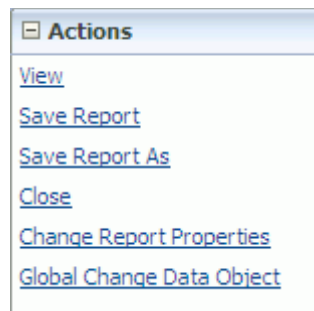 Actions
View
Save Report
Save Report As
Close
Change Report Properties
Global Change Data Object